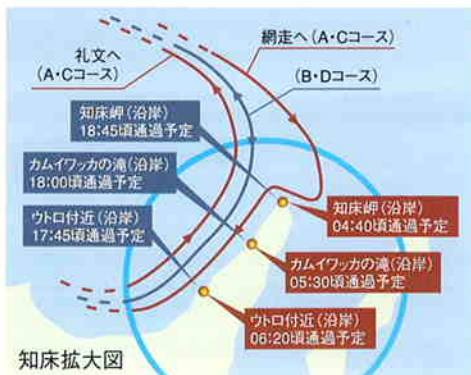 礼文へ
(A・Cコース)
網走へ(A・Cコース)
(B・Dコース)
知床岬(沿岸)
18:45頃通過予定
カムイワッカの滝(沿岸)
18:00頃通過予定
ウトロ付近(沿岸)
17:45頃通過予定
知床岬(沿岸)
04:40頃通過予定
カムイワッカの滝(沿岸)
05:30頃通過予定
ウトロ付近(沿岸)
06:20頃通過予定
知床拡大図